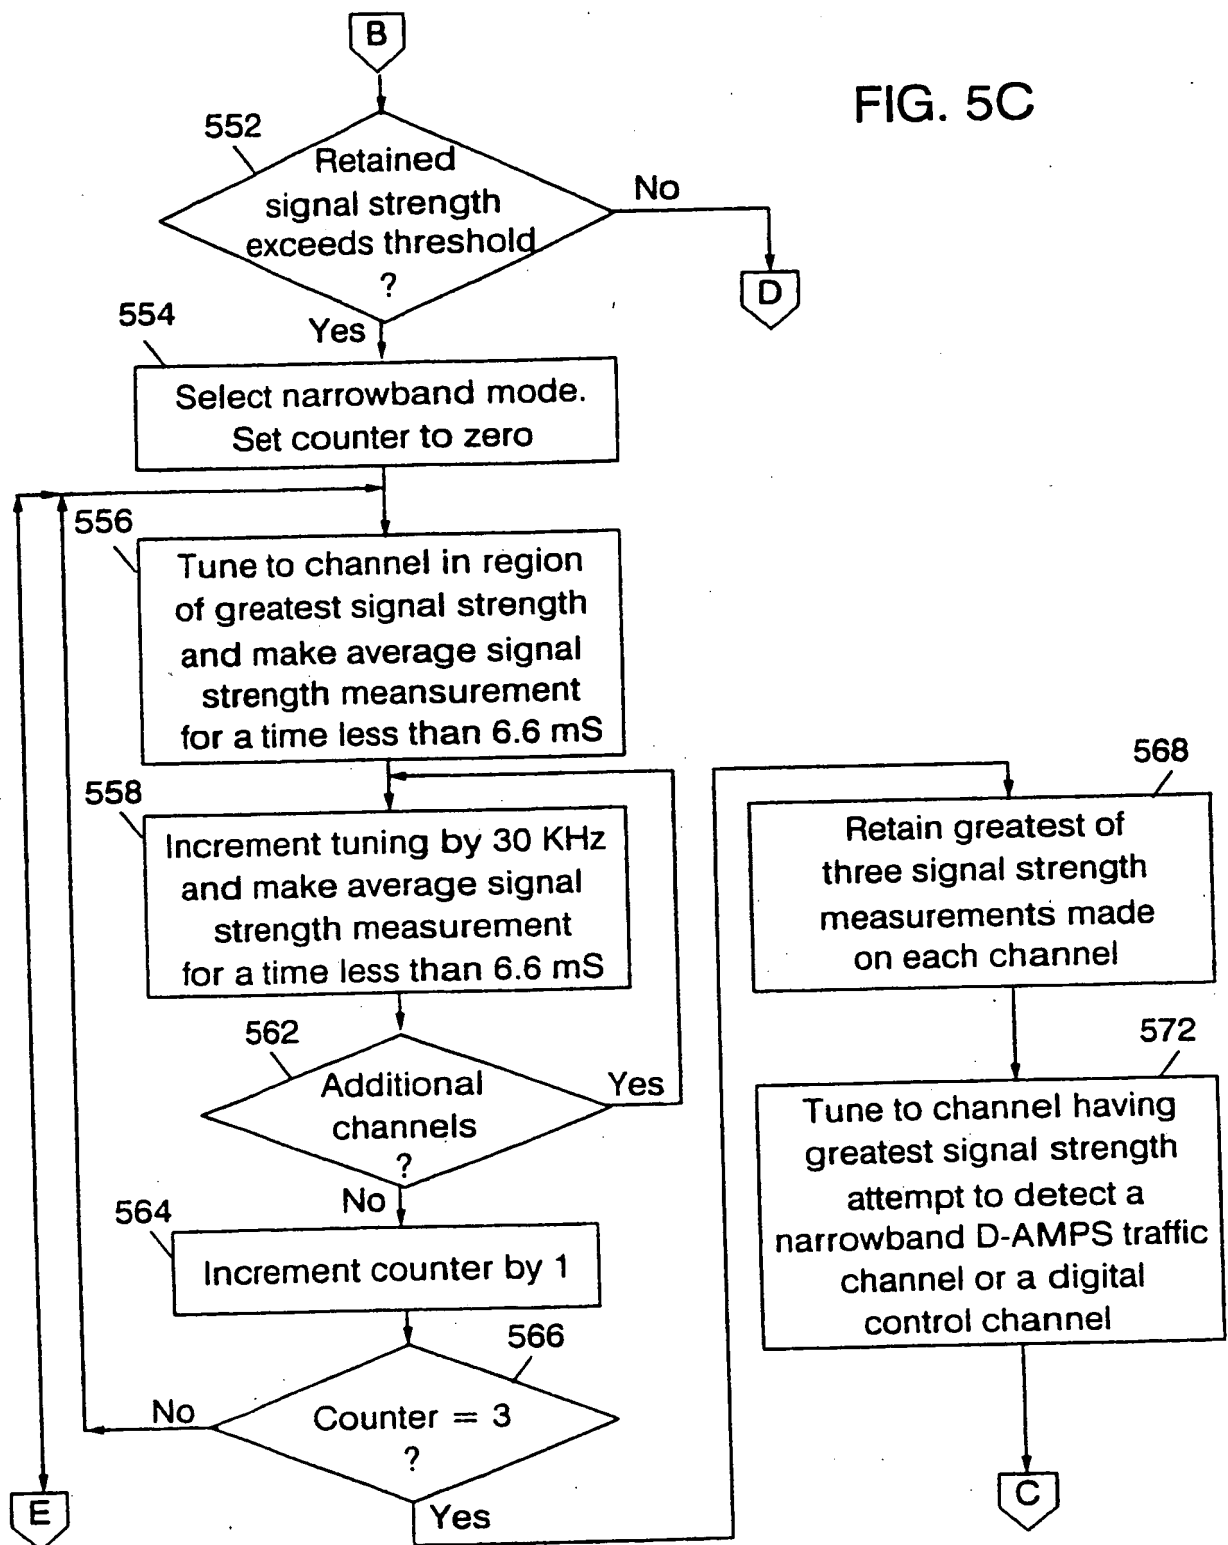 B
FIG. 5C
552
Retained
signal strength
exceeds threshold
?
No
D
Yes
554
Select narrowband mode.
Set counter to zero
556
Tune to channel in region
of greatest signal strength
and make average signal
strength meansurement
for a time less than 6.6 mS
558
Increment tuning by 30 KHz
and make average signal
strength measurement
for a time less than 6.6 mS
562
Additional
channels
?
Yes
No
564
Increment counter by 1
566
Counter = 3
?
No
Yes
E
568
Retain greatest of
three signal strength
measurements made
on each channel
572
Tune to channel having
greatest signal strength
attempt to detect a
narrowband D-AMPS traffic
channel or a digital
control channel
C